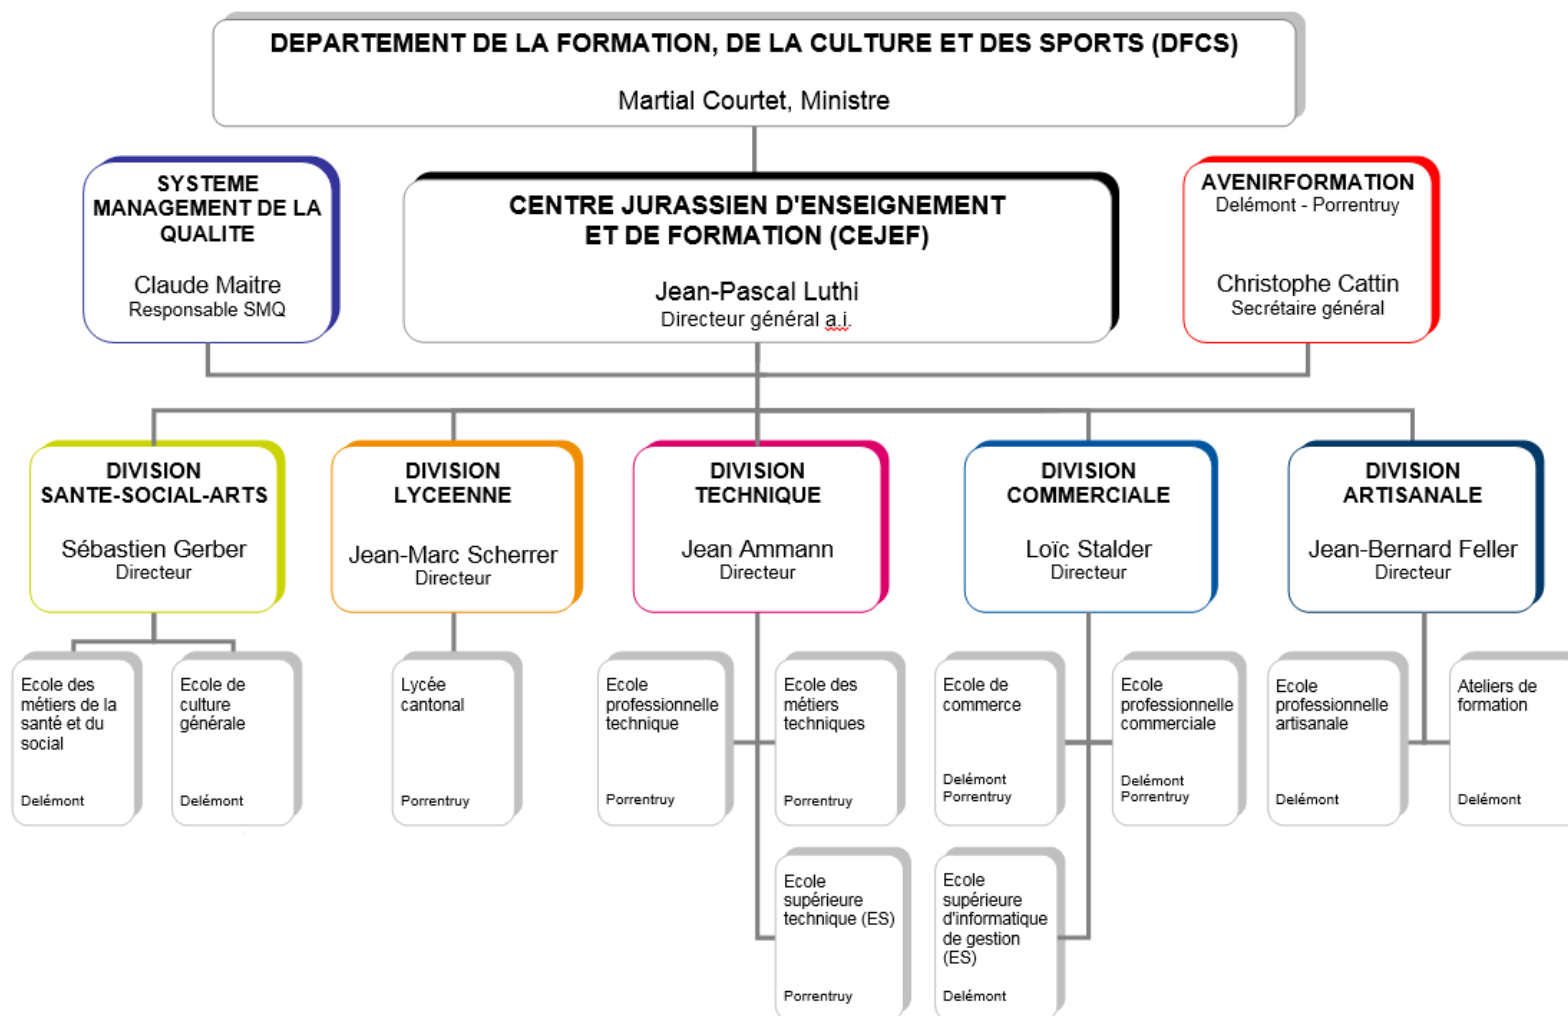 DEPARTEMENT DE LA FORMATION, DE LA CULTURE ET DES SPORTS (DFCS)
Martial Courtet, Ministre
SYSTEME
MANAGEMENT DE LA
QUALITE
Claude Maitre
Responsable SMQ
CENTRE JURASSIEN D'ENSEIGNEMENT
ET DE FORMATION (CEJEF)
Jean-Pascal Luthi
Directeur général a.i.
AVENIRFORMATION
Delémont - Porrentruy
Christophe Cattin
Secrétaire général
DIVISION
SANTE-SOCIAL-ARTS
Sébastien Gerber
Directeur
DIVISION
LYCEENNE
Jean-Marc Scherrer
Directeur
DIVISION
TECHNIQUE
Jean Ammann
Directeur
DIVISION
COMMERCIALE
Loïc Stalder
Directeur
DIVISION
ARTISANALE
Jean-Bernard Feller
Directeur
Ecole des
métiers de la
santé et du
social
Delémont
Ecole de
culture
générale
Delémont
Lycée
cantonal
Porrentruy
Ecole
professionnelle
technique
Porrentruy
Ecole des
métiers
techniques
Porrentruy
Ecole de
commerce
Delémont
Porrentruy
Ecole
professionnelle
commerciale
Delémont
Porrentruy
Ecole
professionnelle
artisanale
Delémont
Ateliers de
formation
Delémont
Ecole
supérieure
technique (ES)
Porrentruy
Ecole
supérieure
d'informatique
de gestion
(ES)
Delémont